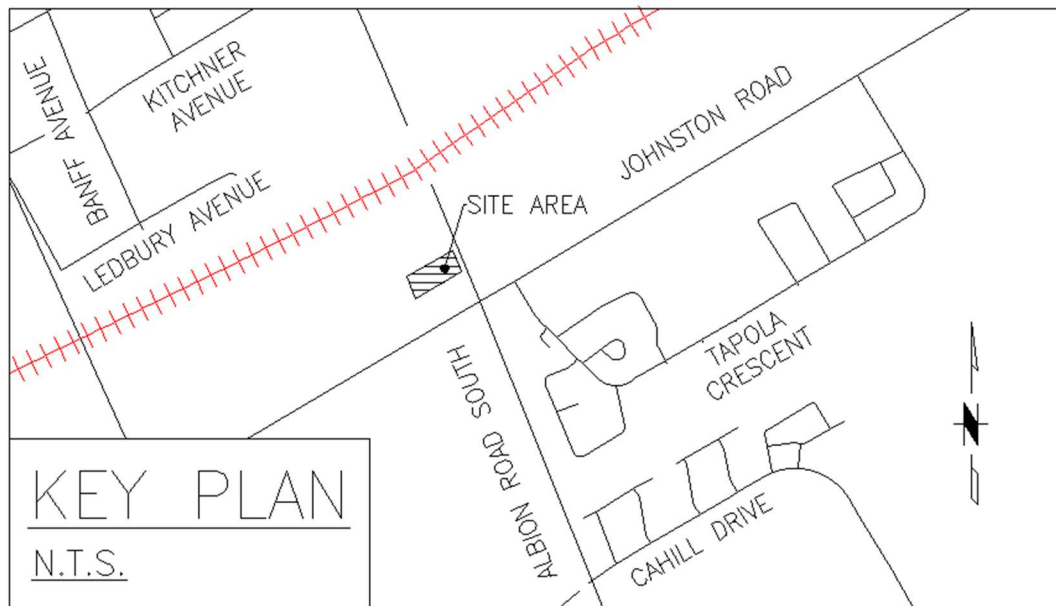 BANFF AVENUE
KITCHNER
AVENUE
LEDBURY AVENUE
JOHNSTON ROAD
SITE AREA
TAPOLA
CRESCENT
ALBION ROAD SOUTH
CAHILL DRIVE
N
KEY PLAN
N.T.S.